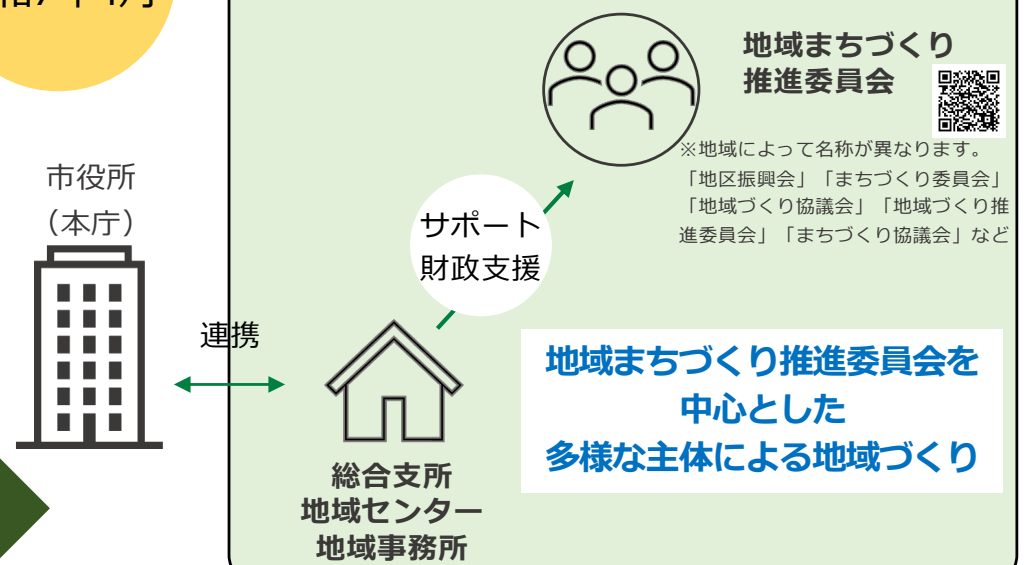 地域まちづくり
推進委員会
※地域によって名称が異なります。
「地区振興会」「まちづくり委員会」
「地域づくり協議会」「地域づくり推
進委員会」「まちづくり協議会」など
市役所
（本庁）
サポート
財政支援
連携
地域まちづくり推進委員会を
中心とした
多様な主体による地域づくり
総合支所
地域センター
地域事務所